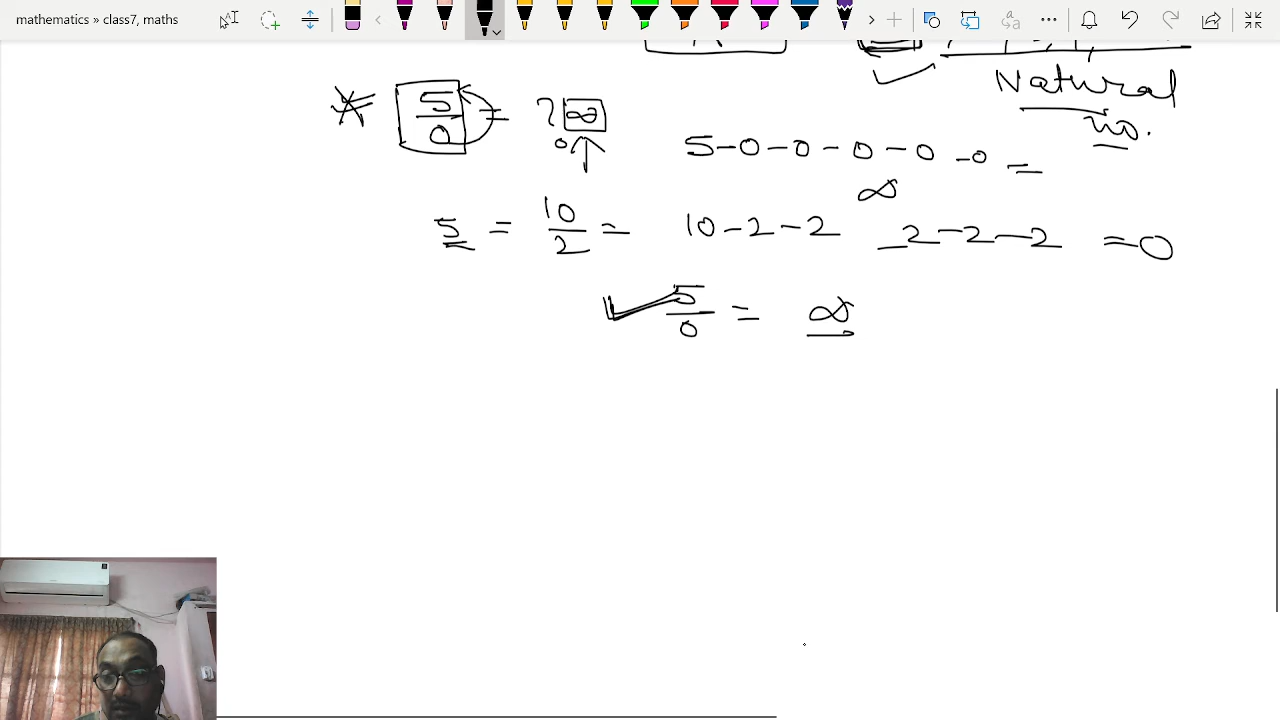 mathematics » class7, maths
Natural
no.
5/0 = ? ∞
0
5-0-0-0-0-0 =
∞
5 = 10/2 = 10-2-2-2-2-2 =0
5/0 = ∞